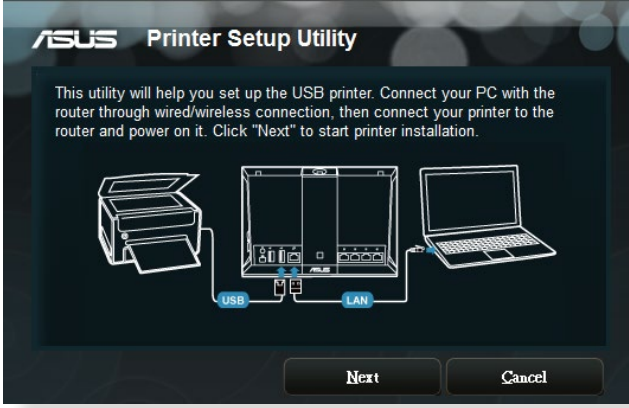 ASUS Printer Setup Utility
This utility will help you set up the USB printer. Connect your PC with the
router through wired/wireless connection, then connect your printer to the
router and power on it. Click "Next" to start printer installation.
ASUS
USB
LAN
Next
Cancel